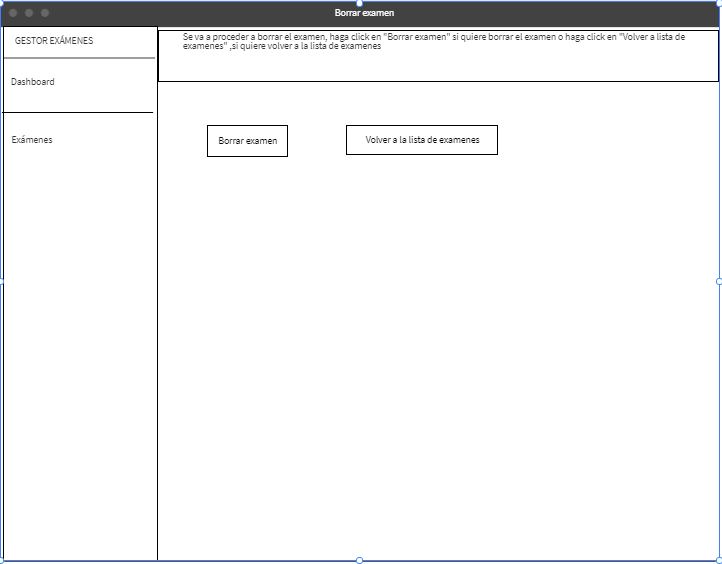 Borrar examen
GESTOR EXÁMENES
Dashboard
Exámenes
Se va a proceder a borrar el examen, haga click en "Borrar examen" si quiere borrar el examen o haga click en "Volver a lista de
examenes" ,si quiere volver a la lista de examenes
Borrar examen
Volver a la lista de examenes